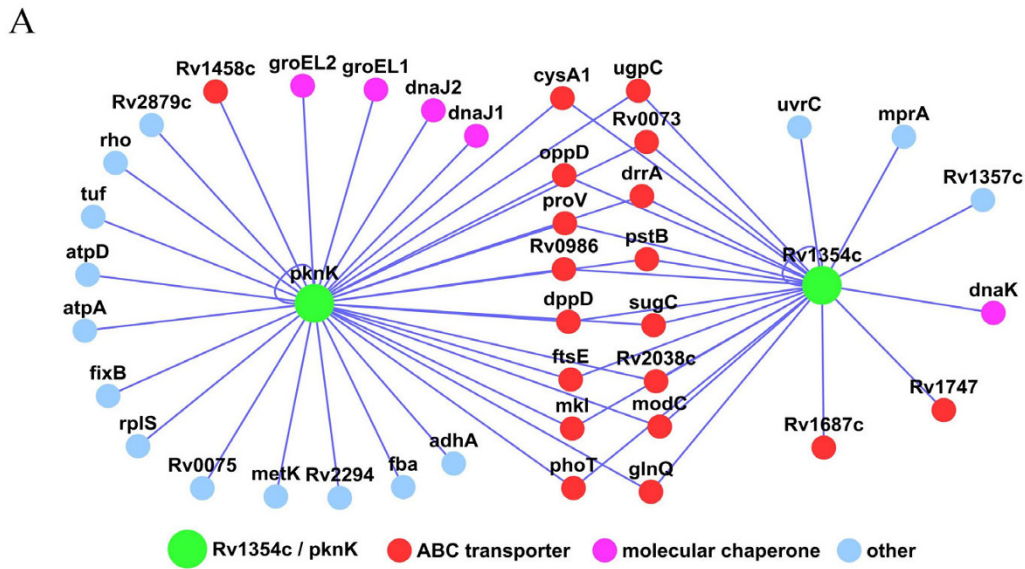 A
Rv1458c
groEL2
groEL1
dnaJ2
dnaJ1
Rv2879c
rho
tuf
atpD
atpA
fixB
rplS
Rv0075
metK
Rv2294
fba
adhA
pknK
cysA1
ugpC
Rv0073
oppD
drrA
proV
Rv0986
pstB
dppD
sugC
ftsE
Rv2038c
mkl
modC
phoT
glnQ
uvrC
mprA
Rv1357c
Rv1354c
dnaK
Rv1747
Rv1687c
Rv1354c / pknK
ABC transporter
molecular chaperone
other